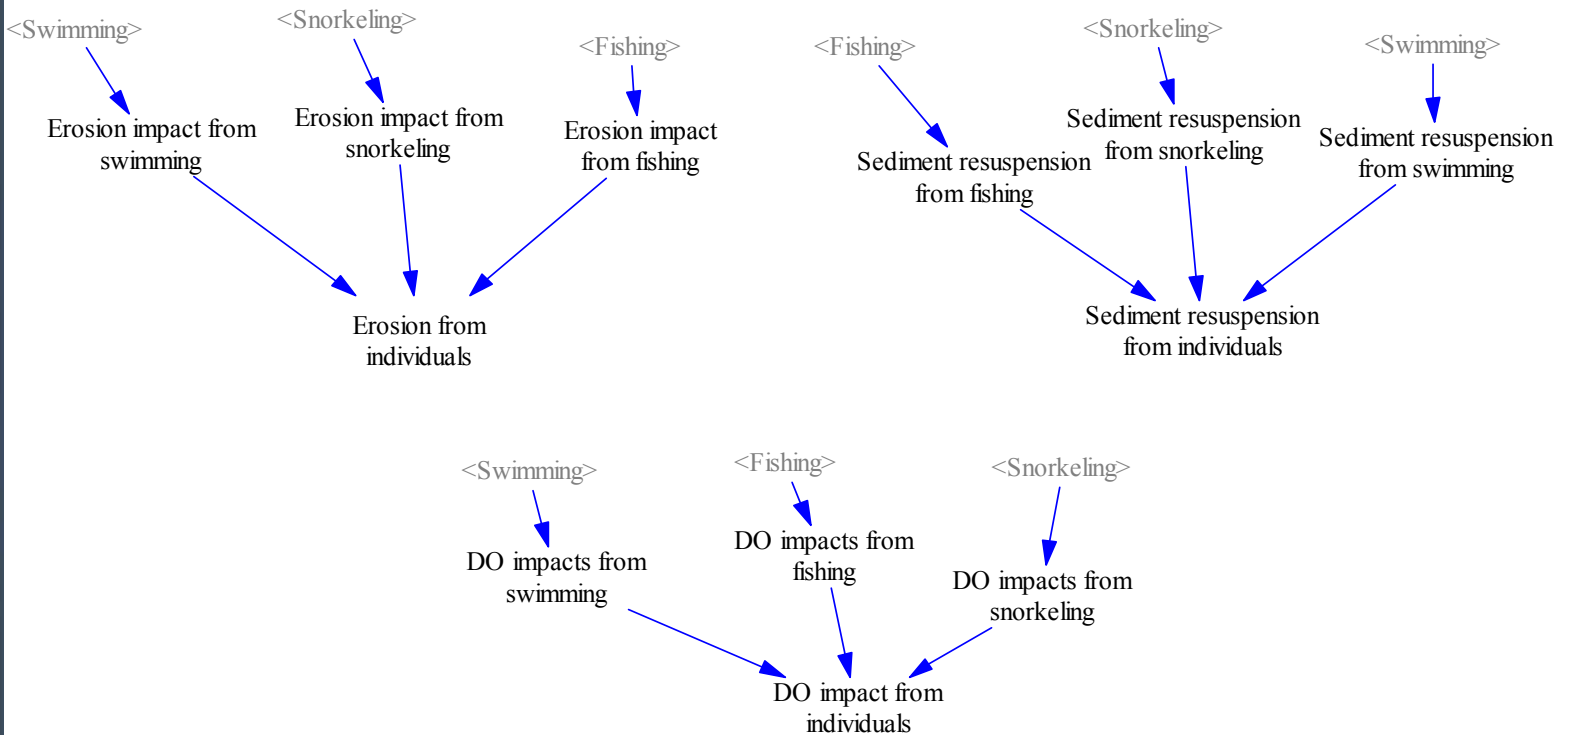 <Swimming>
<Snorkeling>
<Fishing>
Erosion impact from
swimming
Erosion impact from
snorkeling
Erosion impact
from fishing
Erosion from
individuals
<Fishing>
<Snorkeling>
<Swimming>
Sediment resuspension
from fishing
Sediment resuspension
from snorkeling
Sediment resuspension
from swimming
Sediment resuspension
from individuals
<Swimming>
<Fishing>
<Snorkeling>
DO impacts from
swimming
DO impacts from
fishing
DO impacts from
snorkeling
DO impact from
individuals